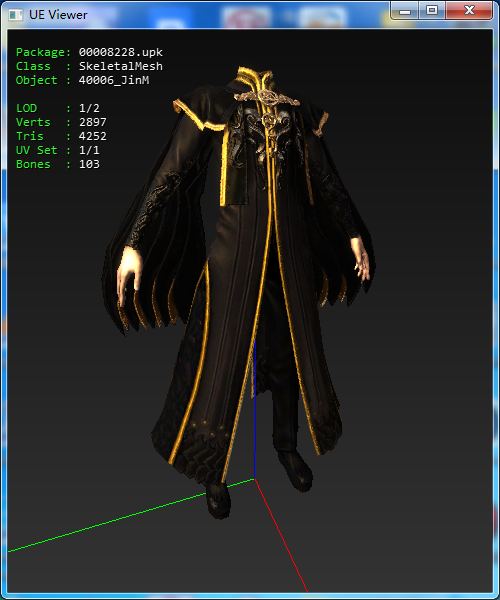 UE Viewer
Package: 00008228.upk
Class  : SkeletalMesh
Object : 40006_JinM
LOD    : 1/2
Verts  : 2897
Tris   : 4252
UV Set : 1/1
Bones  : 103